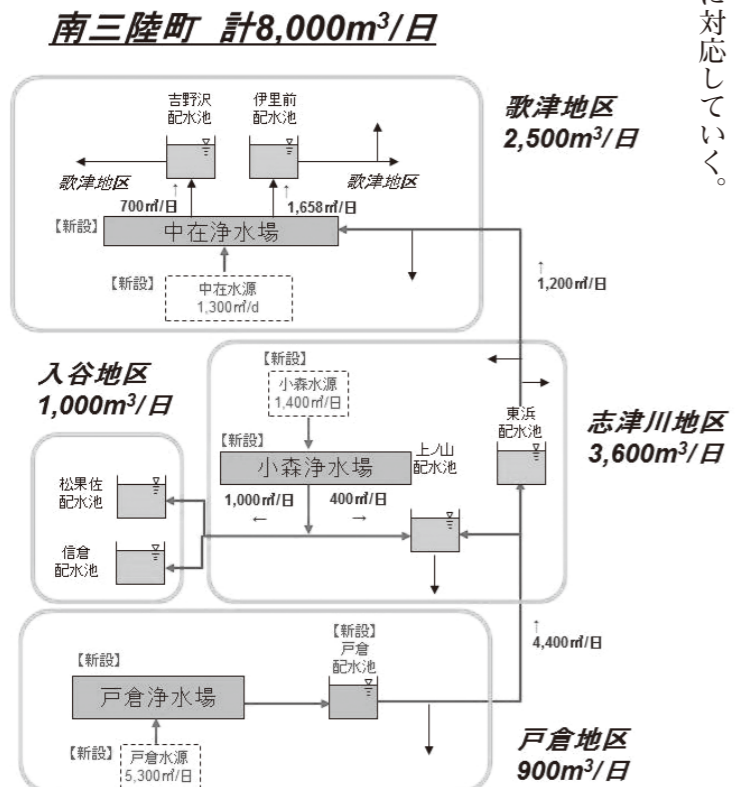 に対応していく。
南三陸町 計8,000m³/日
歌津地区
2,500m³/日
吉野沢
配水池
伊里前
配水池
歌津地区
歌津地区
↑
700㎥/日
↑
1,658㎥/日
【新設】
中在浄水場
【新設】
中在水源
1,300㎥/d
↑
1,200㎥/日
入谷地区
1,000m³/日
松果佐
配水池
信倉
配水池
志津川地区
3,600m³/日
【新設】
小森水源
1,400㎥/日
【新設】
小森浄水場
上ノ山
配水池
東浜
配水池
1,000㎥/日
←
400㎥/日
→
↑
4,400㎥/日
【新設】
戸倉浄水場
【新設】
戸倉
配水池
【新設】
戸倉水源
5,300㎥/日
戸倉地区
900m³/日